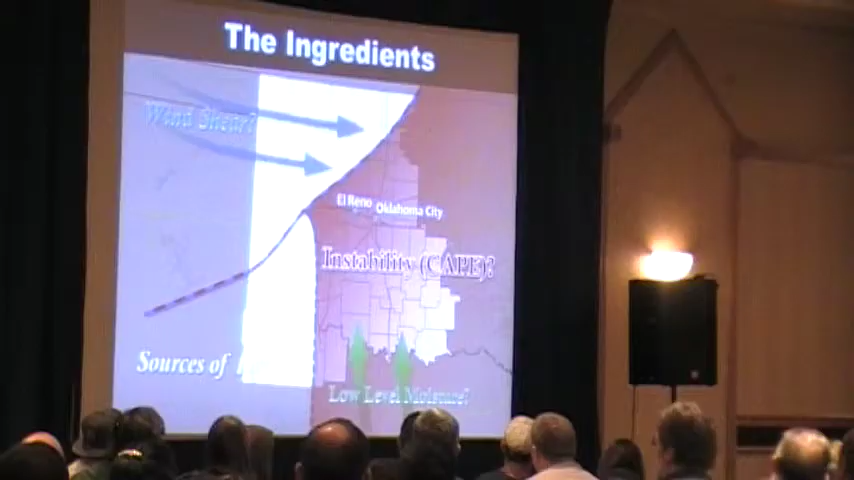 The Ingredients
Wind Shear?
El Reno
Oklahoma City
Instability (CAPE)?
Sources of
Low Level Moisture?